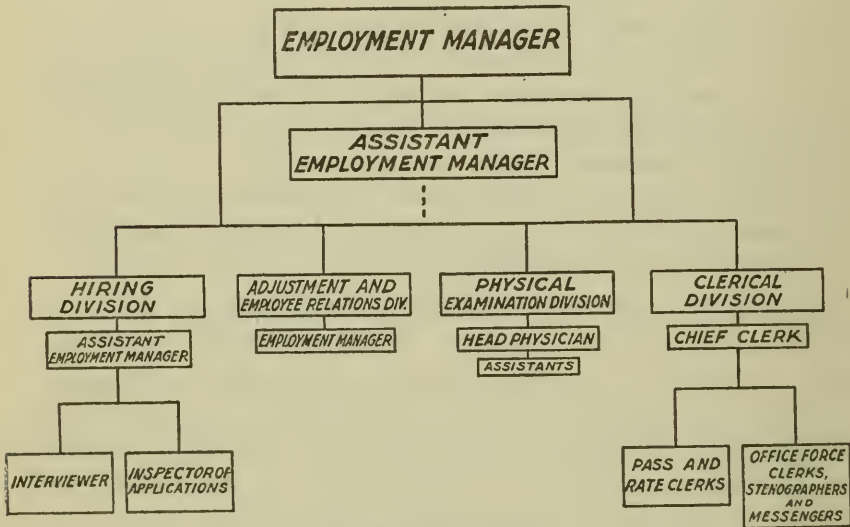 EMPLOYMENT MANAGER
ASSISTANT
EMPLOYMENT MANAGER
HIRING
DIVISION
ADJUSTMENT AND
EMPLOYEE RELATIONS DIV.
PHYSICAL
EXAMINATION DIVISION
CLERICAL
DIVISION
ASSISTANT
EMPLOYMENT MANAGER
EMPLOYMENT MANAGER
HEAD PHYSICIAN
ASSISTANTS
CHIEF CLERK
INTERVIEWER
INSPECTOR OF
APPLICATIONS
PASS AND
RATE CLERKS
OFFICE FORCE
CLERKS,
STENOGRAPHERS
AND
MESSENGERS